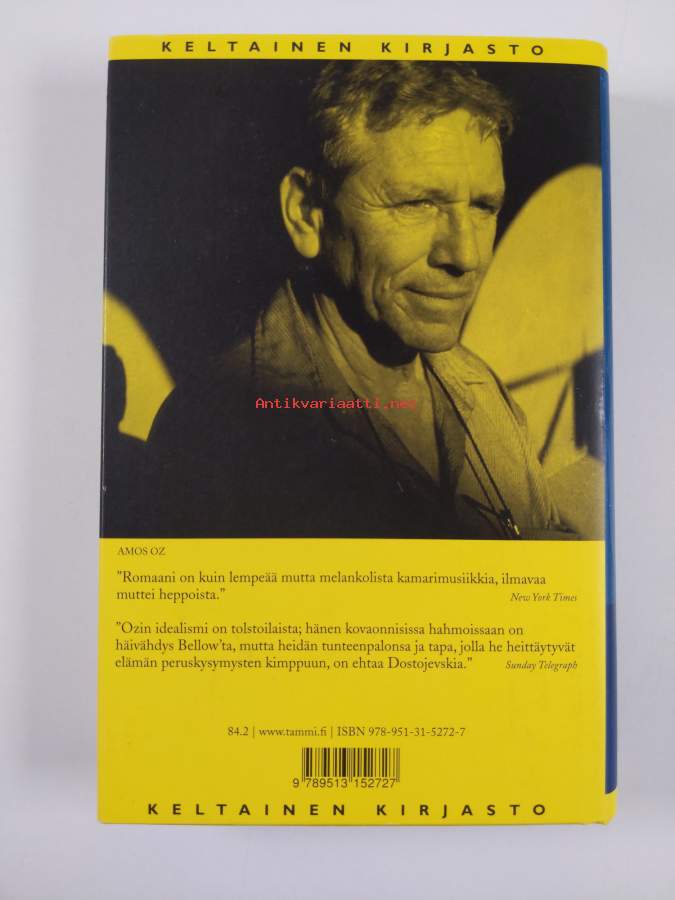 KELTAINEN KIRJASTO
Antikvariaatti.net
AMOS OZ
"Romaani on kuin lempeää mutta melankolista kamarimusiikkia, ilmavaa
muttei heppoista." New York Times
"Ozin idealismi on tolstoilaista; hänen kovaonnisissa hahmoissaan on
häivähdys Bellow'ta, mutta heidän tunteenpalonsa ja tapa, jolla he heittäytyvät
elämän peruskysymysten kimppuun, on ehtaa Dostojevskia." Sunday Telegraph
84.2 | www.tammi.fi | ISBN 978-951-31-5272-7
9 789513 152727
KELTAINEN KIRJASTO